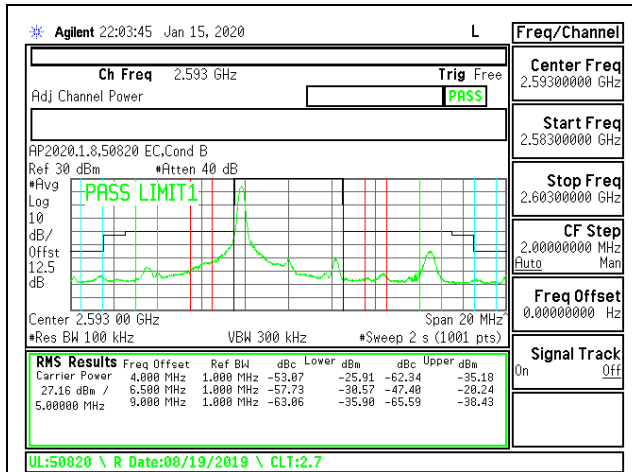 Agilent 22:03:45 Jan 15, 2020 L
Freq/Channel
Ch Freq 2.593 GHz Trig Free
Adj Channel Power PASS
AP2020.1.8,50820 EC,Cond B
Ref 30 dBm #Atten 40 dB
#Avg
Log
10
dB/
Offst
12.5
dB
PASS LIMIT1
Center 2.593 00 GHz Span 20 MHz
#Res BW 100 kHz VBW 300 kHz #Sweep 2 s (1001 pts)
RMS Results Freq Offset Ref BW dBc Lower dBm dBc Upper dBm
Carrier Power 4.000 MHz 1.000 MHz -53.07 -25.91 -62.34 -35.18
27.16 dBm / 6.500 MHz 1.000 MHz -57.73 -30.57 -47.40 -20.24
5.00000 MHz 9.000 MHz 1.000 MHz -63.06 -35.90 -65.59 -38.43
UL:50820 \ R Date:08/19/2019 \ CLT:2.7
Center Freq
2.59300000 GHz
Start Freq
2.58300000 GHz
Stop Freq
2.60300000 GHz
CF Step
2.00000000 MHz
Auto Man
Freq Offset
0.00000000 Hz
Signal Track
On Off